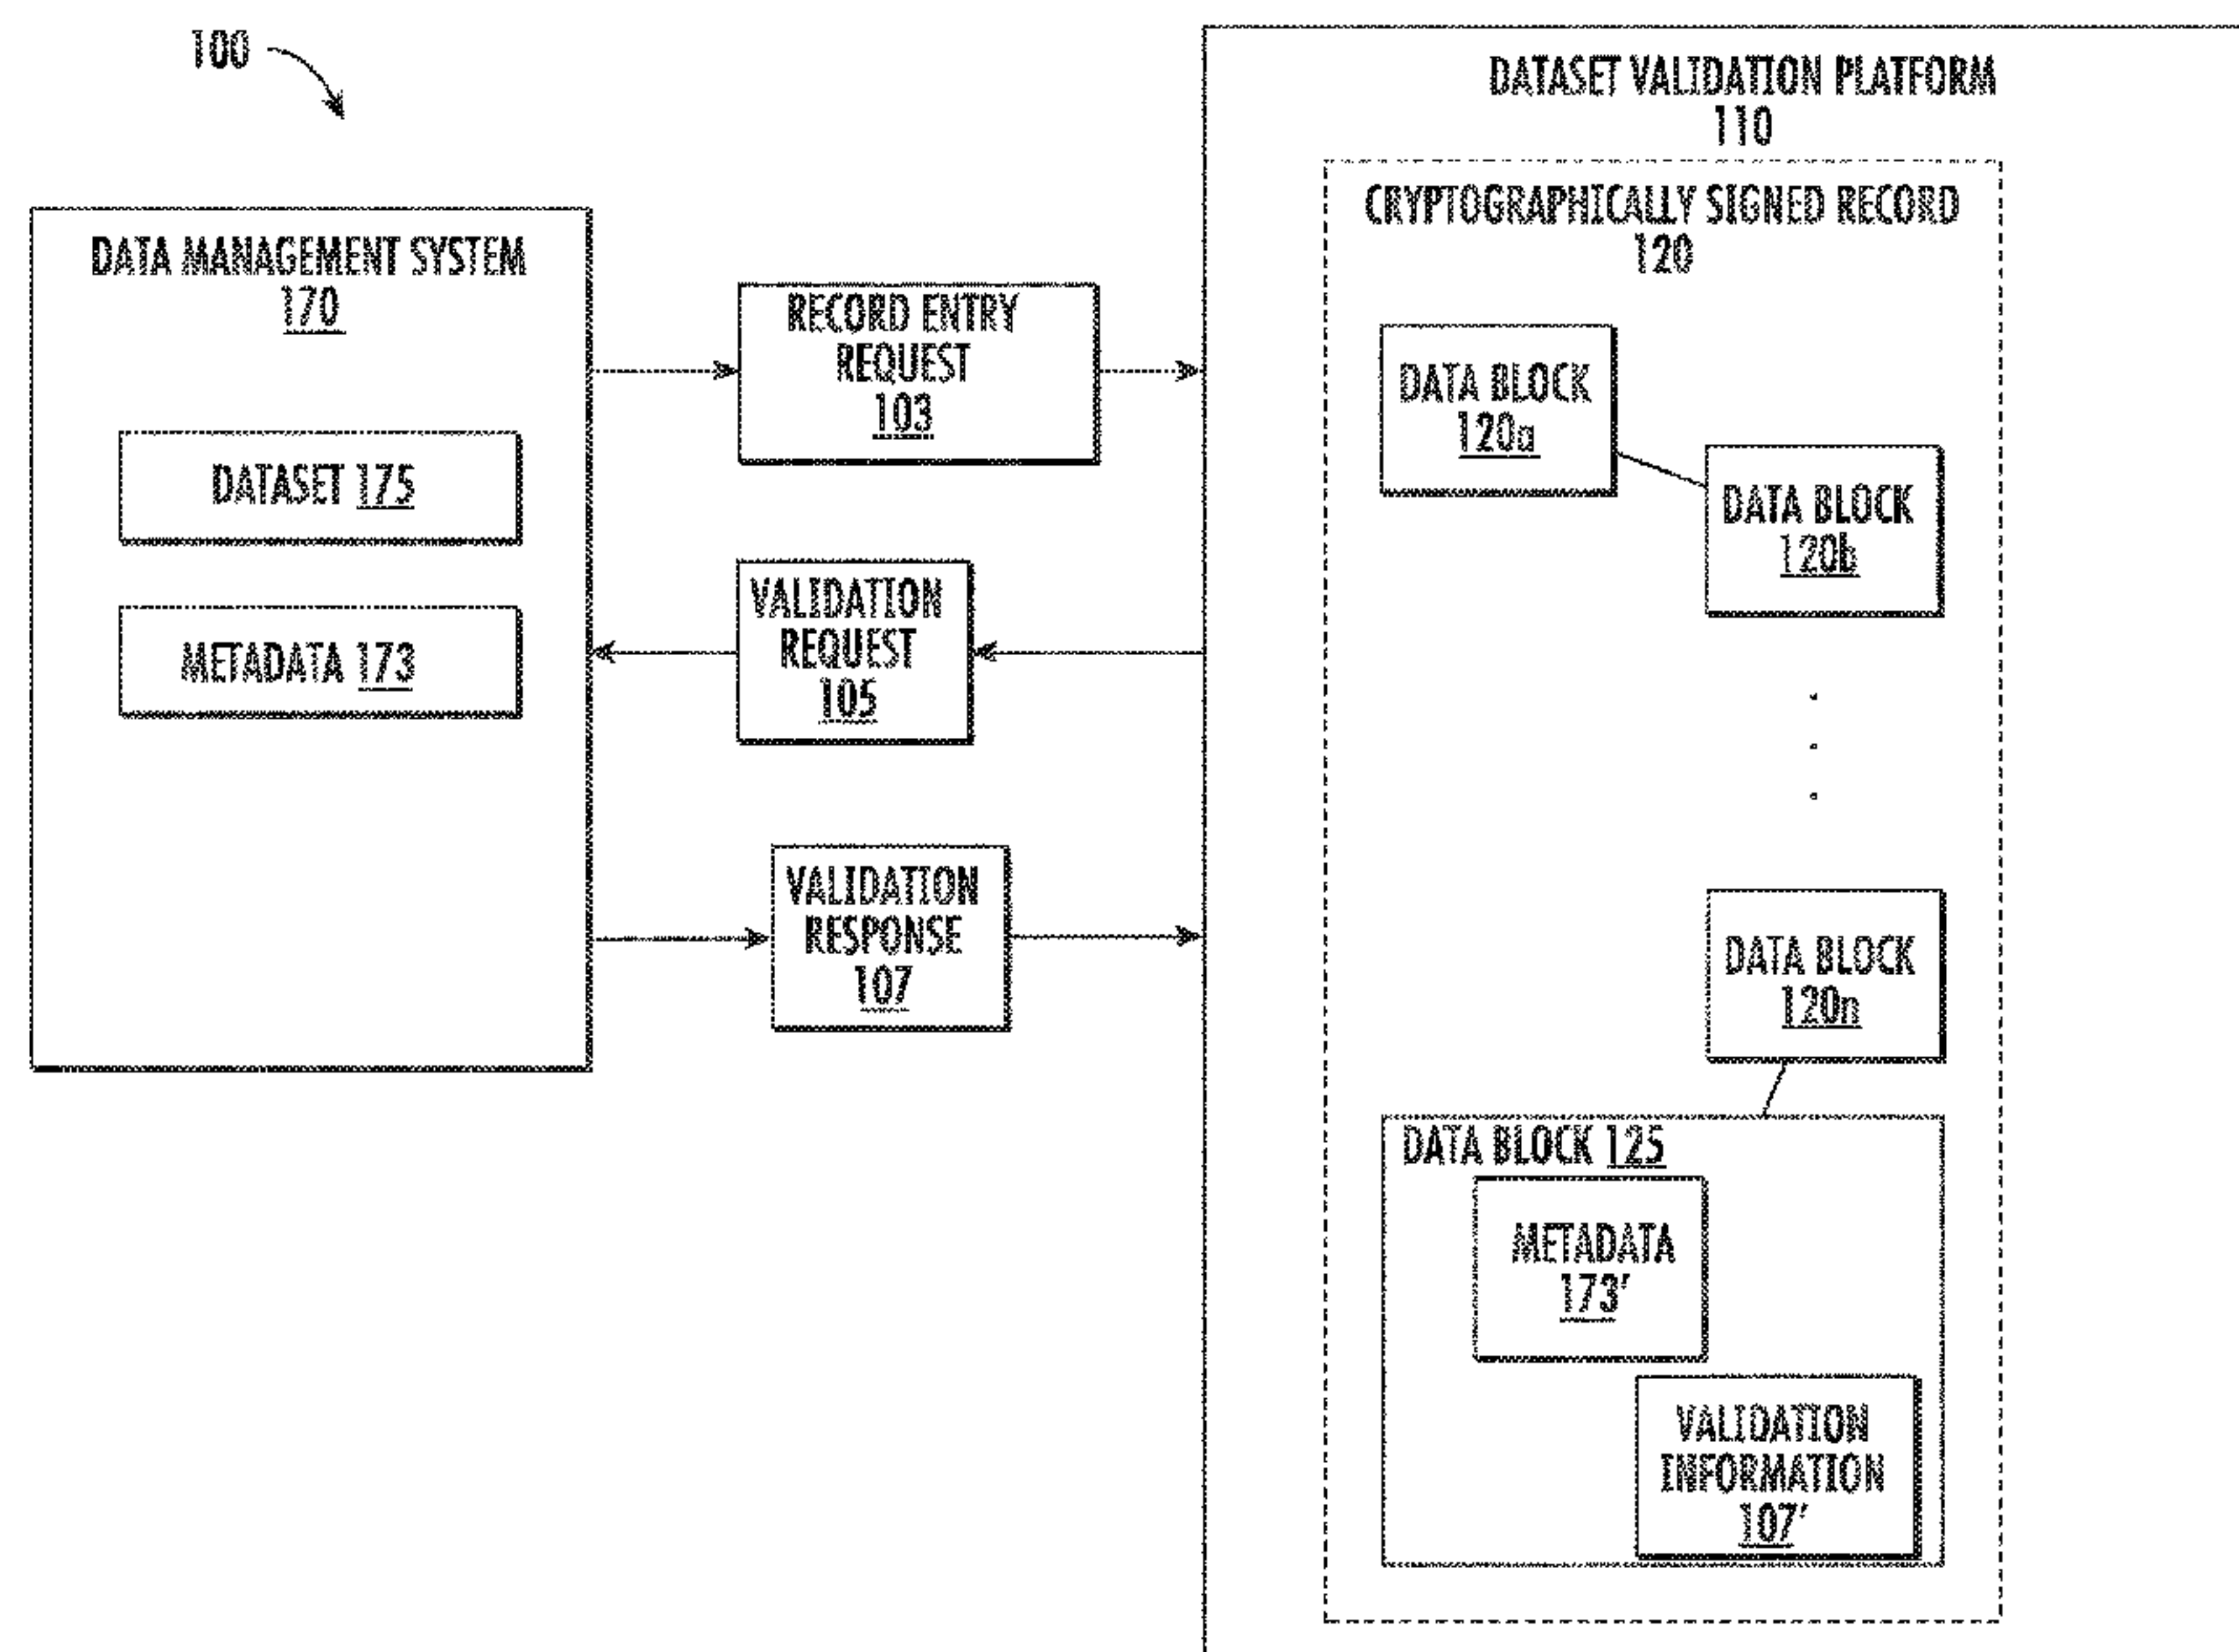 100
DATASET VALIDATION PLATFORM
110
CRYPTOGRAPHICALLY SIGNED RECORD
120
DATA MANAGEMENT SYSTEM
170
DATASET 175
METADATA 173
RECORD ENTRY
REQUEST
103
VALIDATION
REQUEST
105
VALIDATION
RESPONSE
107
DATA BLOCK
120a
DATA BLOCK
120b
DATA BLOCK
120n
DATA BLOCK 125
METADATA
173'
VALIDATION
INFORMATION
107'